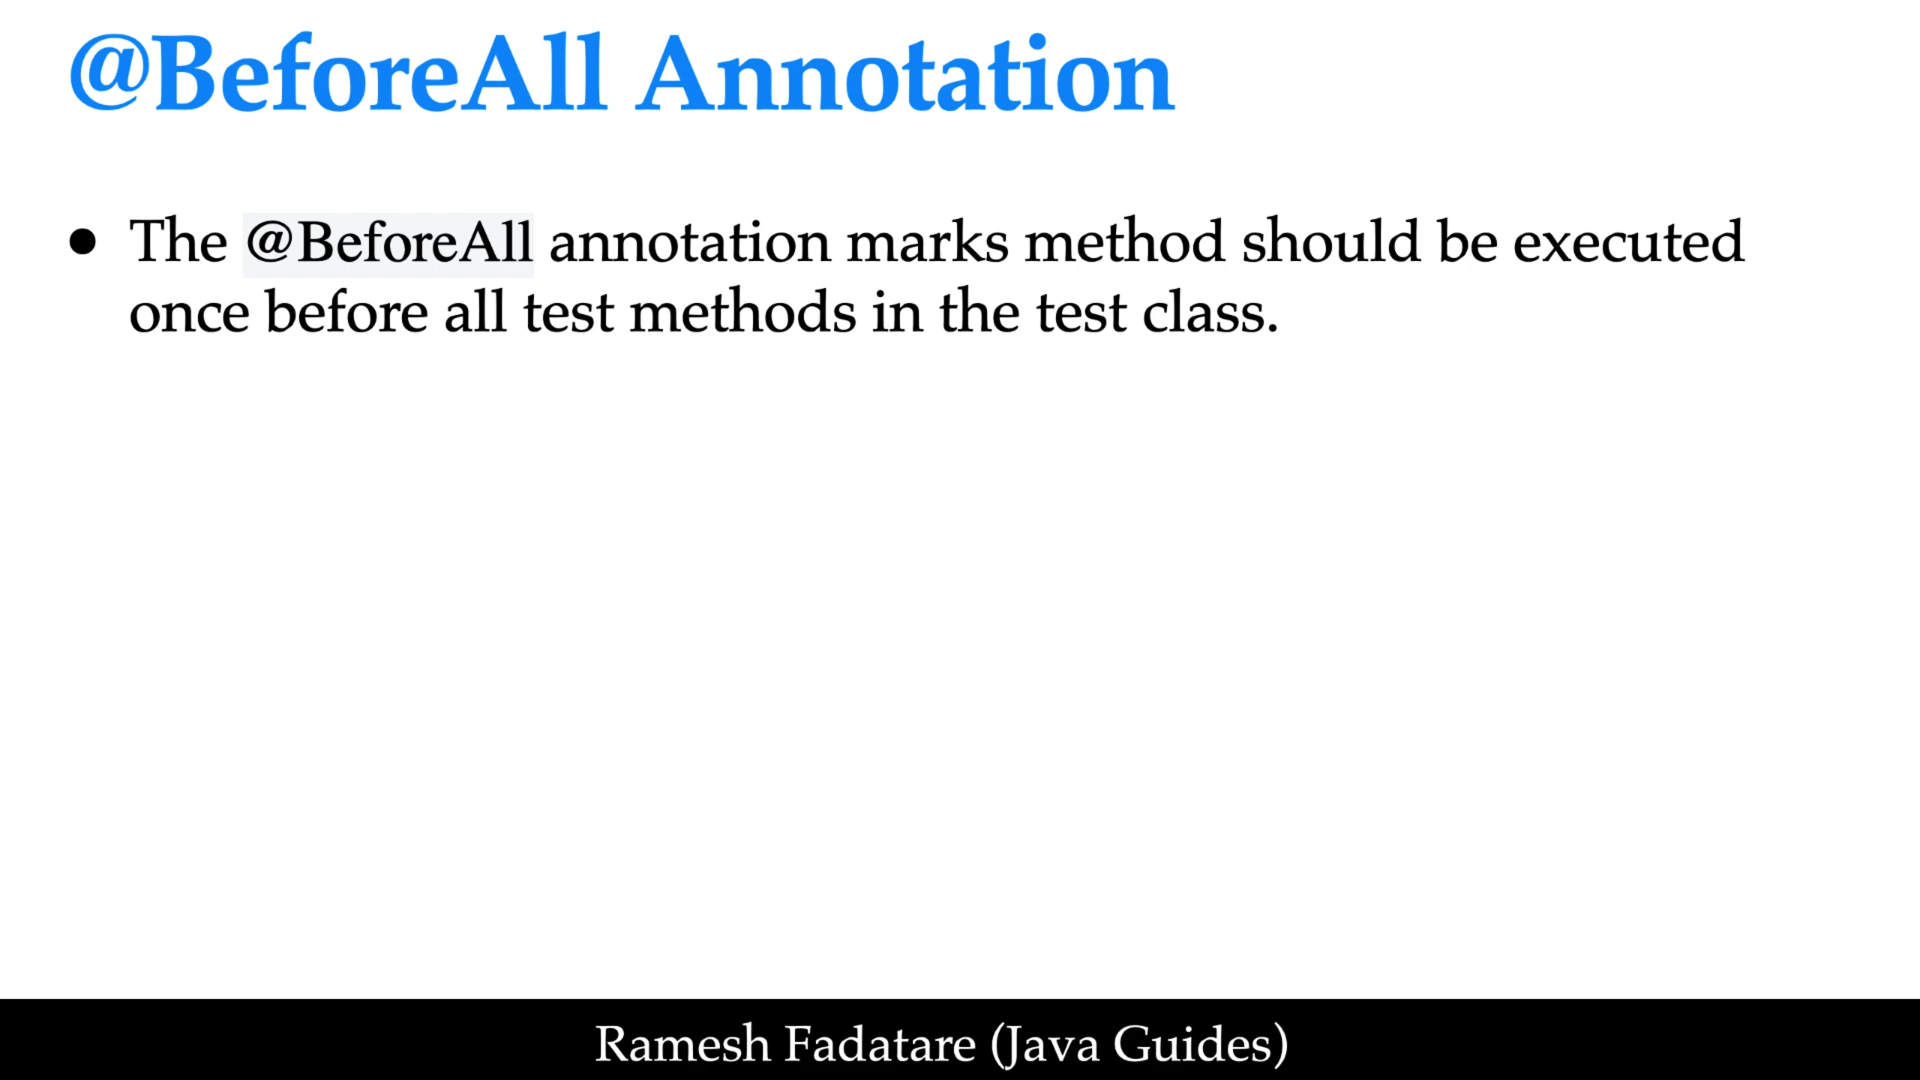 @BeforeAll Annotation
• The @BeforeAll annotation marks method should be executed
once before all test methods in the test class.
Ramesh Fadatare (Java Guides)